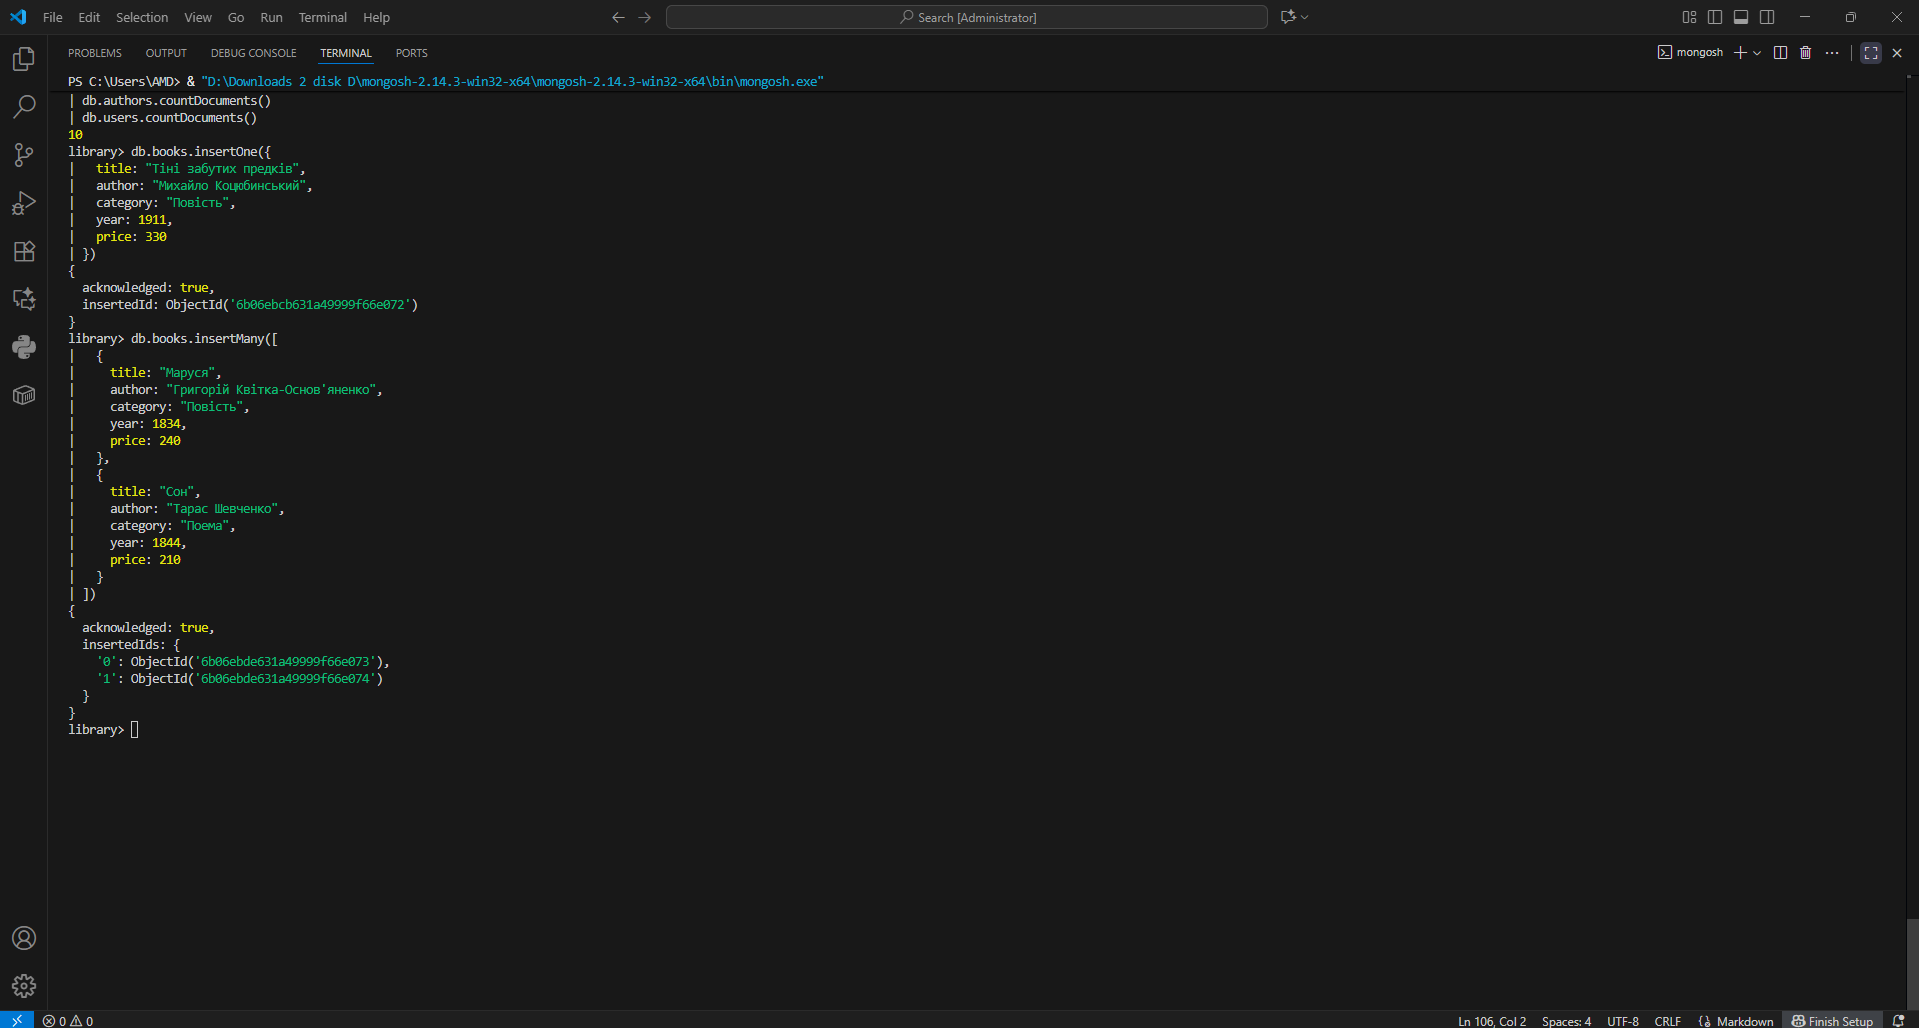 File Edit Selection View Go Run Terminal Help
Search [Administrator]
PROBLEMS OUTPUT DEBUG CONSOLE TERMINAL PORTS
mongosh
PS C:\Users\AMD> & "D:\Downloads 2 disk D\mongosh-2.14.3-win32-x64\mongosh-2.14.3-win32-x64\bin\mongosh.exe"
| db.authors.countDocuments()
| db.users.countDocuments()
10
library> db.books.insertOne({
|   title: "Тіні забутих предків",
|   author: "Михайло Коцюбинський",
|   category: "Повість",
|   year: 1911,
|   price: 330
| })
{
  acknowledged: true,
  insertedId: ObjectId('6b06ebcb631a49999f66e072')
}
library> db.books.insertMany([
|   {
|     title: "Маруся",
|     author: "Григорій Квітка-Основ'яненко",
|     category: "Повість",
|     year: 1834,
|     price: 240
|   },
|   {
|     title: "Сон",
|     author: "Тарас Шевченко",
|     category: "Поема",
|     year: 1844,
|     price: 210
|   }
| ])
{
  acknowledged: true,
  insertedIds: {
    '0': ObjectId('6b06ebde631a49999f66e073'),
    '1': ObjectId('6b06ebde631a49999f66e074')
  }
}
library>
0 0
Ln 106, Col 2 Spaces: 4 UTF-8 CRLF {} Markdown Finish Setup